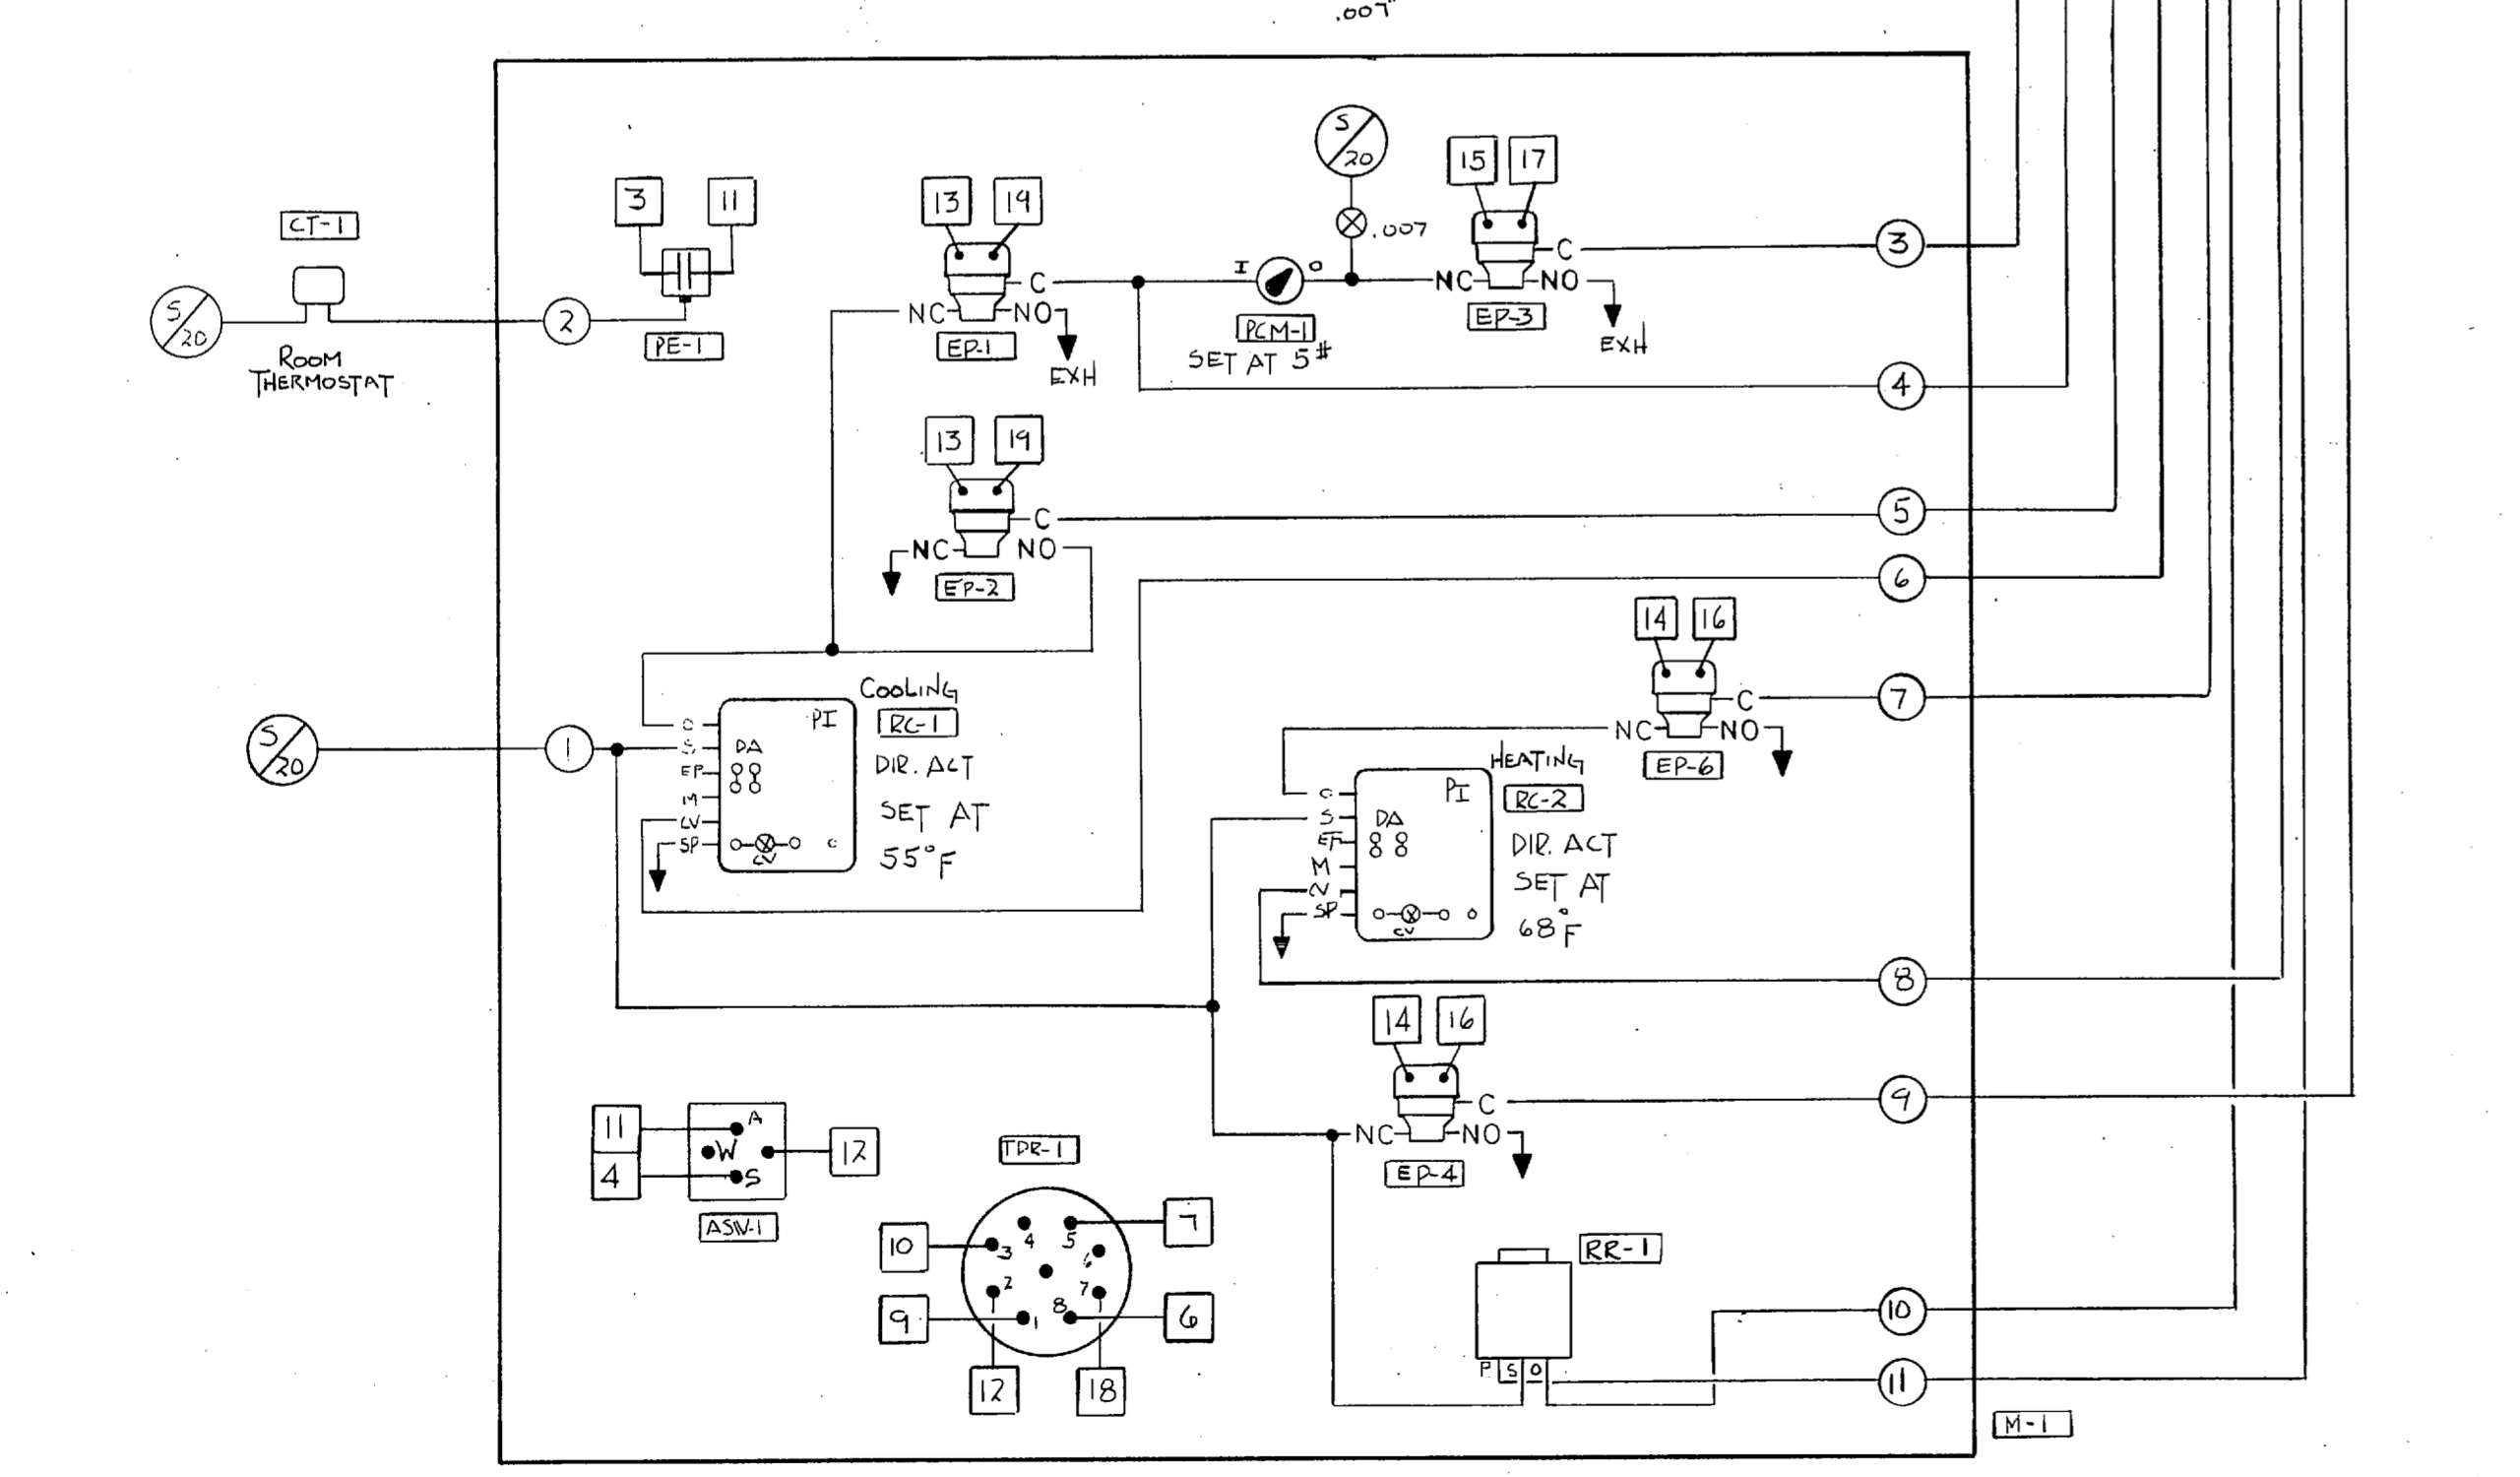 .007"
S/20
.007
15 17
C
NC NO
EP-3
EXH
3
CT-1
S/20
ROOM
THERMOSTAT
2
3 11
PE-1
13 19
C
NC NO
EP-1
EXH
I O
PCM-1
SET AT 5#
4
13 19
C
NC NO
EP-2
5
6
14 16
C
NC NO
EP-6
7
S/20
1
COOLING
RC-1
DIR. ACT
SET AT
55°F
PI
O
S DA
EP
M
CV
SP
CV
HEATING
RC-2
DIR. ACT
SET AT
68°F
PI
O
S DA
EP
M
CV
SP
CV
8
14 16
C
NC NO
EP-4
9
11 A
W 12
4 S
TDR-1
10 3 4 5 7
6
2 7
9 1 8 6
12 18
RR-1
P S O
10
11
M-1